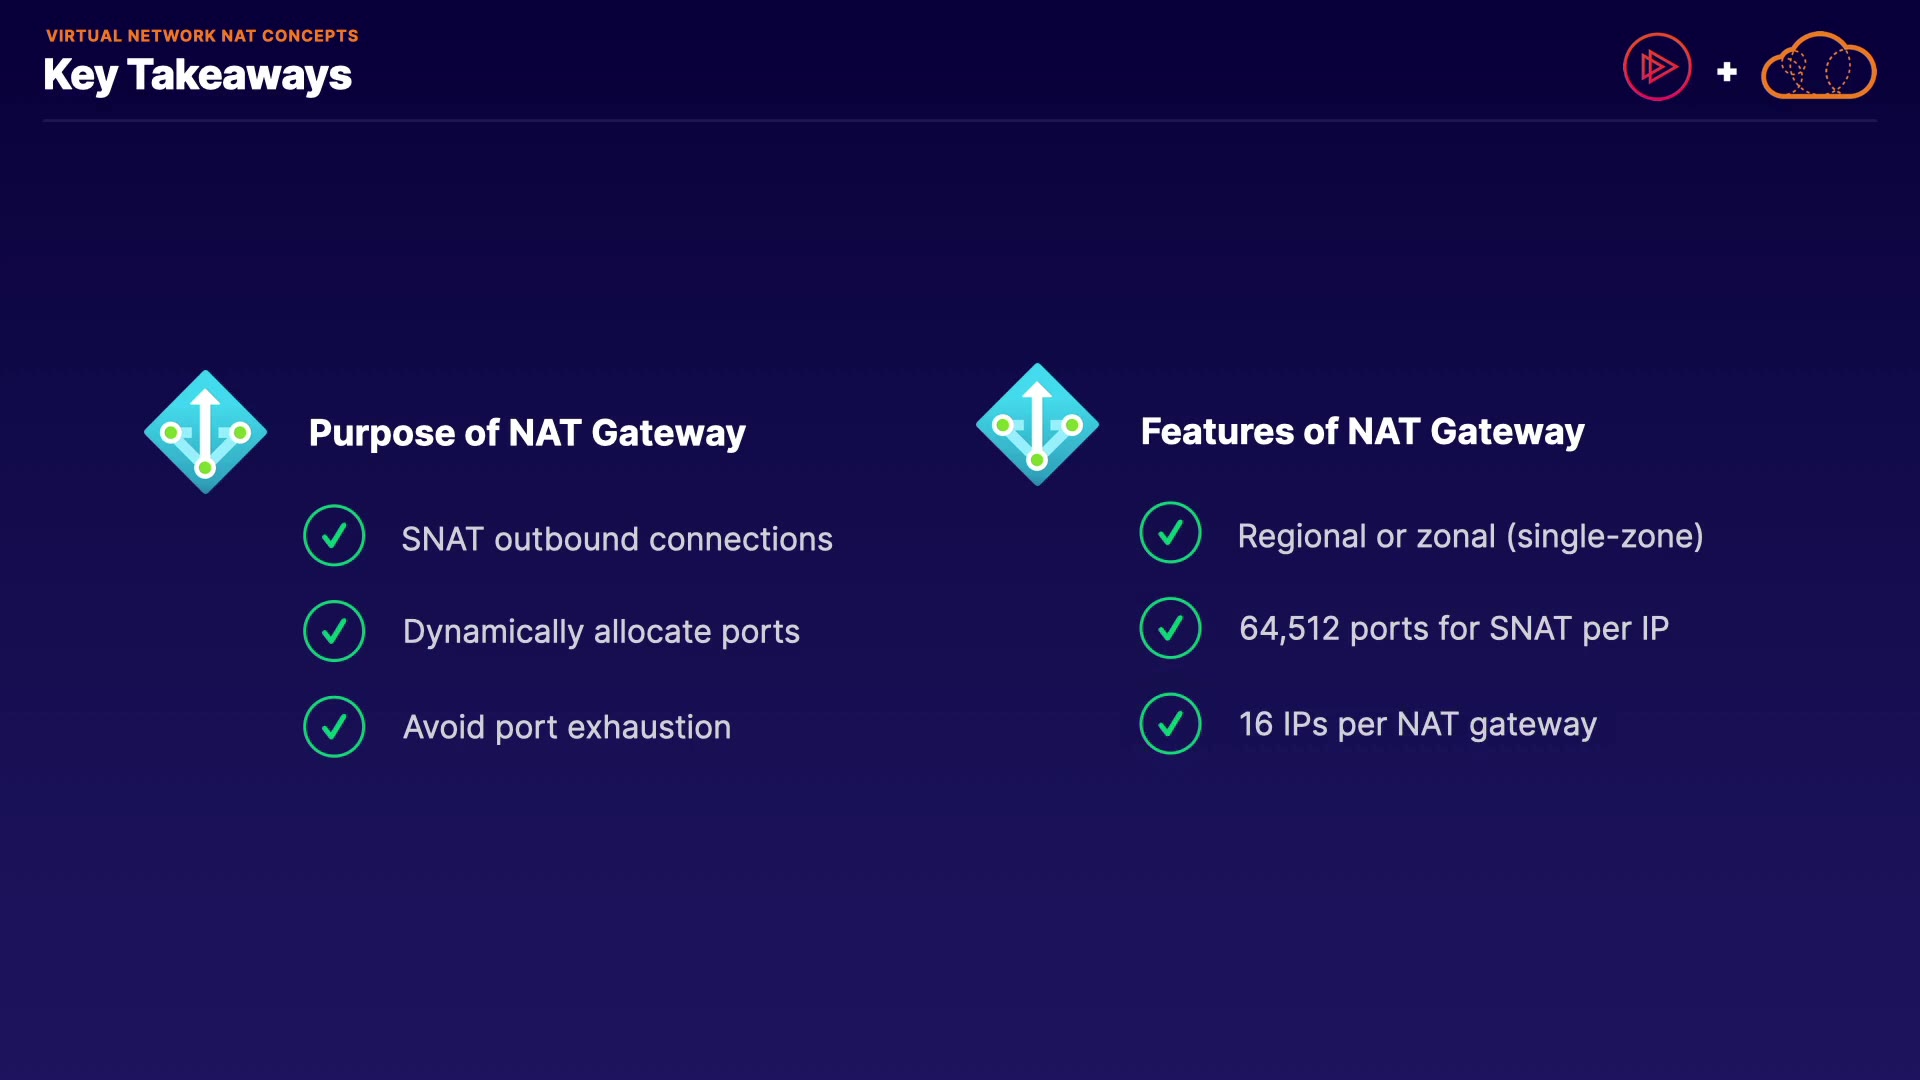 VIRTUAL NETWORK NAT CONCEPTS
Key Takeaways
Purpose of NAT Gateway
SNAT outbound connections
Dynamically allocate ports
Avoid port exhaustion
Features of NAT Gateway
Regional or zonal (single-zone)
64,512 ports for SNAT per IP
16 IPs per NAT gateway